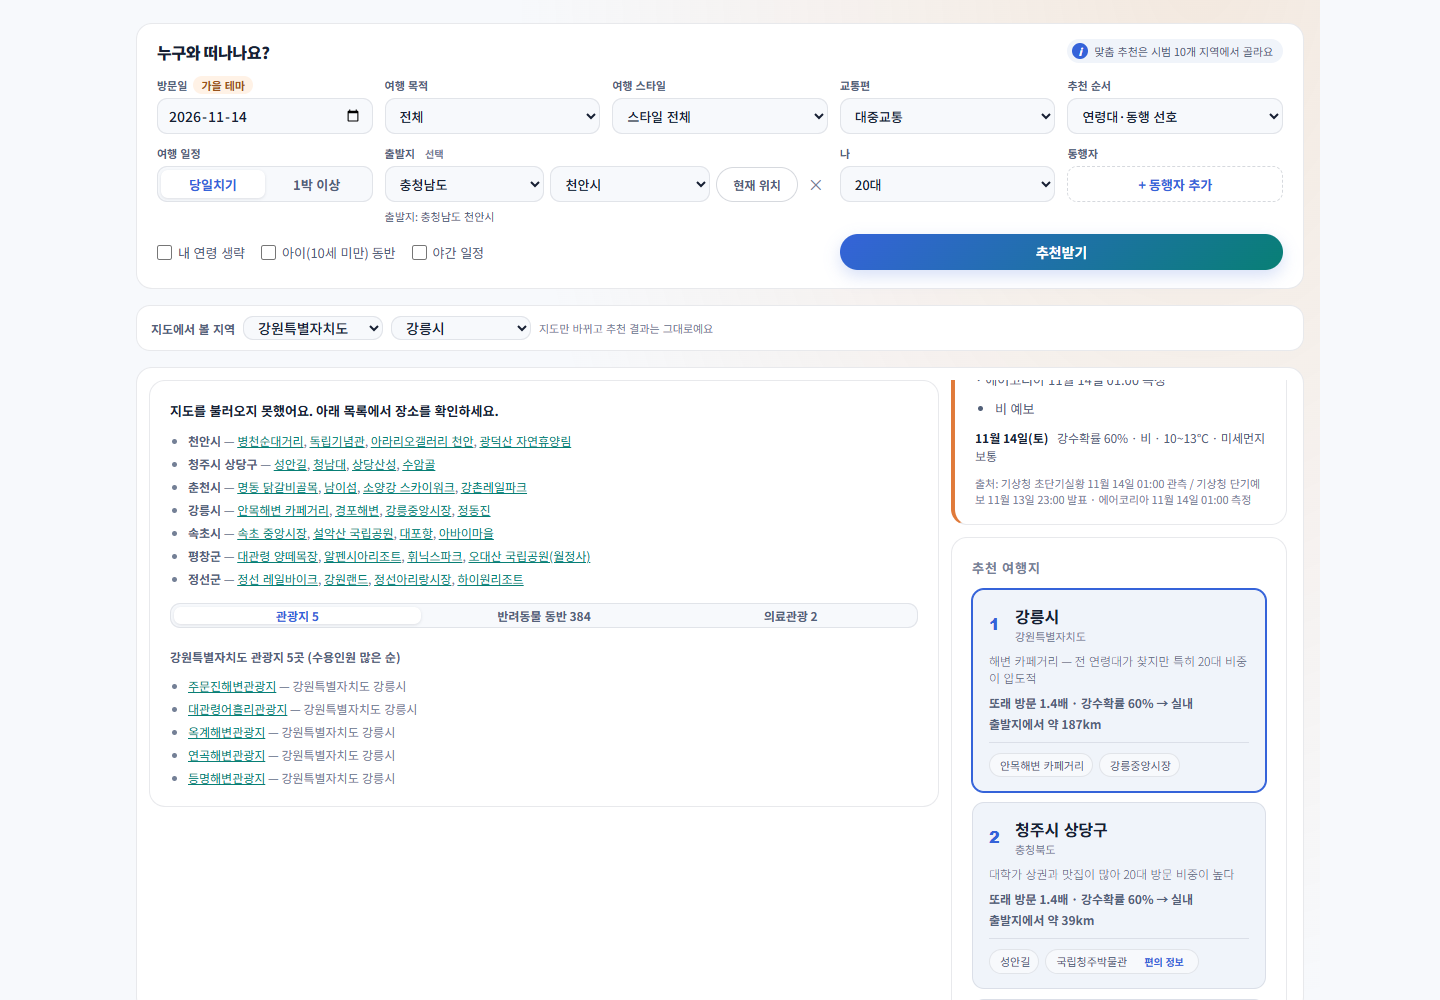 누구와 떠나나요?
i 맞춤 추천은 시범 10개 지역에서 골라요
방문일 가을 테마
여행 목적
여행 스타일
교통편
추천 순서
2026-11-14
전체
스타일 전체
대중교통
연령대·동행 선호
여행 일정
출발지 선택
나
동행자
당일치기
1박 이상
충청남도
천안시
현재 위치
×
20대
+ 동행자 추가
출발지: 충청남도 천안시
내 연령 생략
아이(10세 미만) 동반
야간 일정
추천받기
지도에서 볼 지역
강원특별자치도
강릉시
지도만 바뀌고 추천 결과는 그대로예요
지도를 불러오지 못했어요. 아래 목록에서 장소를 확인하세요.
천안시 — 병천순대거리, 독립기념관, 아라리오갤러리 천안, 광덕산 자연휴양림
청주시 상당구 — 성안길, 청남대, 상당산성, 수암골
춘천시 — 명동 닭갈비골목, 남이섬, 소양강 스카이워크, 강촌레일파크
강릉시 — 안목해변 카페거리, 경포해변, 강릉중앙시장, 정동진
속초시 — 속초 중앙시장, 설악산 국립공원, 대포항, 아바이마을
평창군 — 대관령 양떼목장, 알펜시아리조트, 휘닉스파크, 오대산 국립공원(월정사)
정선군 — 정선 레일바이크, 강원랜드, 정선아리랑시장, 하이원리조트
관광지 5
반려동물 동반 384
의료관광 2
강원특별자치도 관광지 5곳 (수용인원 많은 순)
주문진해변관광지 — 강원특별자치도 강릉시
대관령어흘리관광지 — 강원특별자치도 강릉시
옥계해변관광지 — 강원특별자치도 강릉시
연곡해변관광지 — 강원특별자치도 강릉시
등명해변관광지 — 강원특별자치도 강릉시
· 에어코리아 11월 14일 01:00 측정
비 예보
11월 14일(토) 강수확률 60% · 비 · 10~13°C · 미세먼지
보통
출처: 기상청 초단기실황 11월 14일 01:00 관측 / 기상청 단기예
보 11월 13일 23:00 발표 · 에어코리아 11월 14일 01:00 측정
추천 여행지
1 강릉시
강원특별자치도
해변 카페거리 — 전 연령대가 찾지만 특히 20대 비중
이 압도적
또래 방문 1.4배 · 강수확률 60% → 실내
출발지에서 약 187km
안목해변 카페거리
강릉중앙시장
2 청주시 상당구
충청북도
대학가 상권과 맛집이 많아 20대 방문 비중이 높다
또래 방문 1.4배 · 강수확률 60% → 실내
출발지에서 약 39km
성안길
국립청주박물관 편의 정보